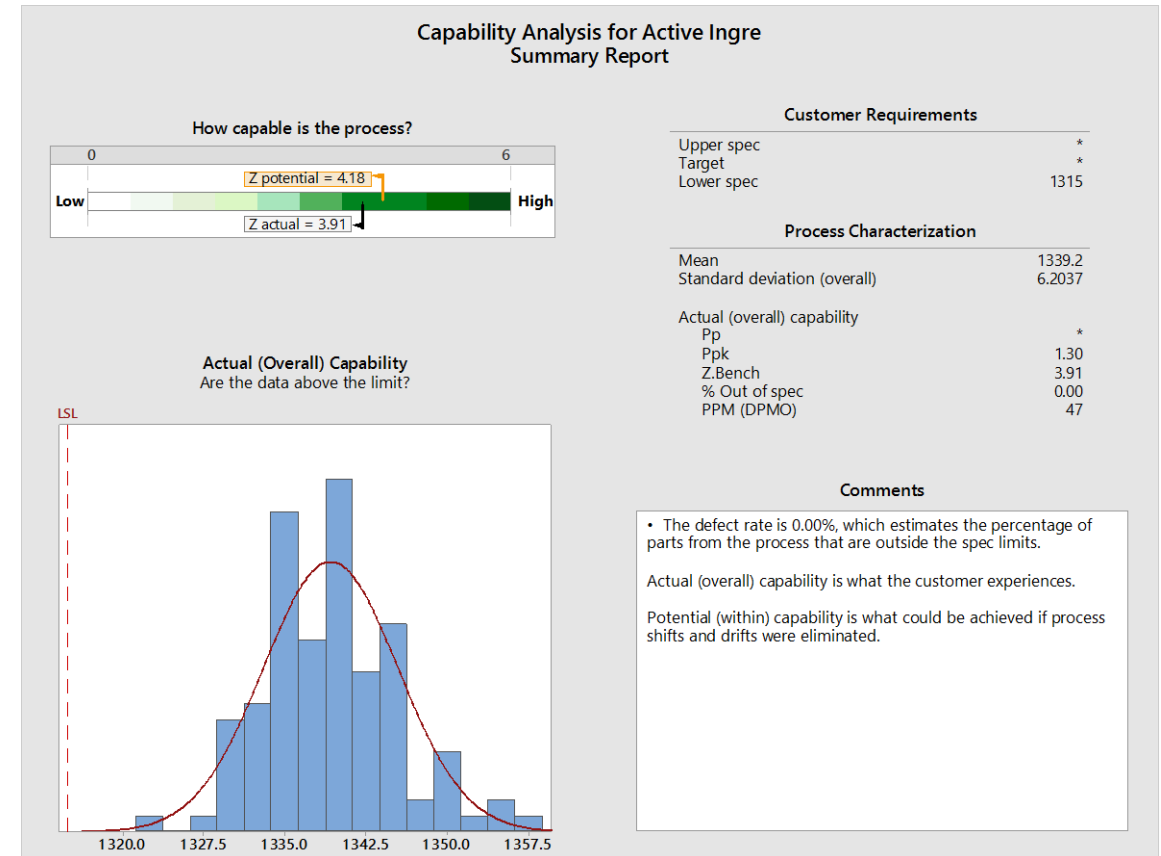 Capability Analysis for Active Ingre
Summary Report
How capable is the process?
0 6
Z potential = 4.18
Low High
Z actual = 3.91
Customer Requirements
Upper spec *
Target *
Lower spec 1315
Process Characterization
Mean 1339.2
Standard deviation (overall) 6.2037
Actual (overall) capability
Pp *
Ppk 1.30
Z.Bench 3.91
% Out of spec 0.00
PPM (DPMO) 47
Actual (Overall) Capability
Are the data above the limit?
LSL
1320.0 1327.5 1335.0 1342.5 1350.0 1357.5
Comments
• The defect rate is 0.00%, which estimates the percentage of
parts from the process that are outside the spec limits.
Actual (overall) capability is what the customer experiences.
Potential (within) capability is what could be achieved if process
shifts and drifts were eliminated.